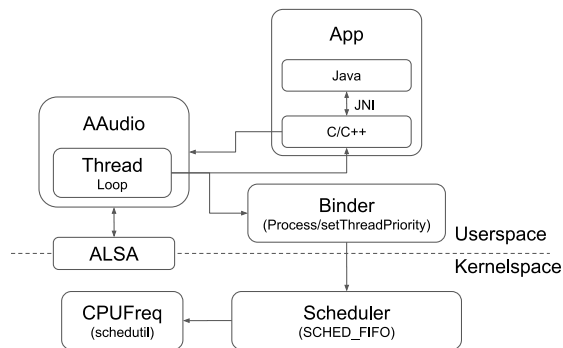 App
Java
JNI
C/C++
AAudio
Thread
Loop
Binder
(Process/setThreadPriority)
Userspace
ALSA
Kernelspace
CPUFreq
(schedutil)
Scheduler
(SCHED_FIFO)